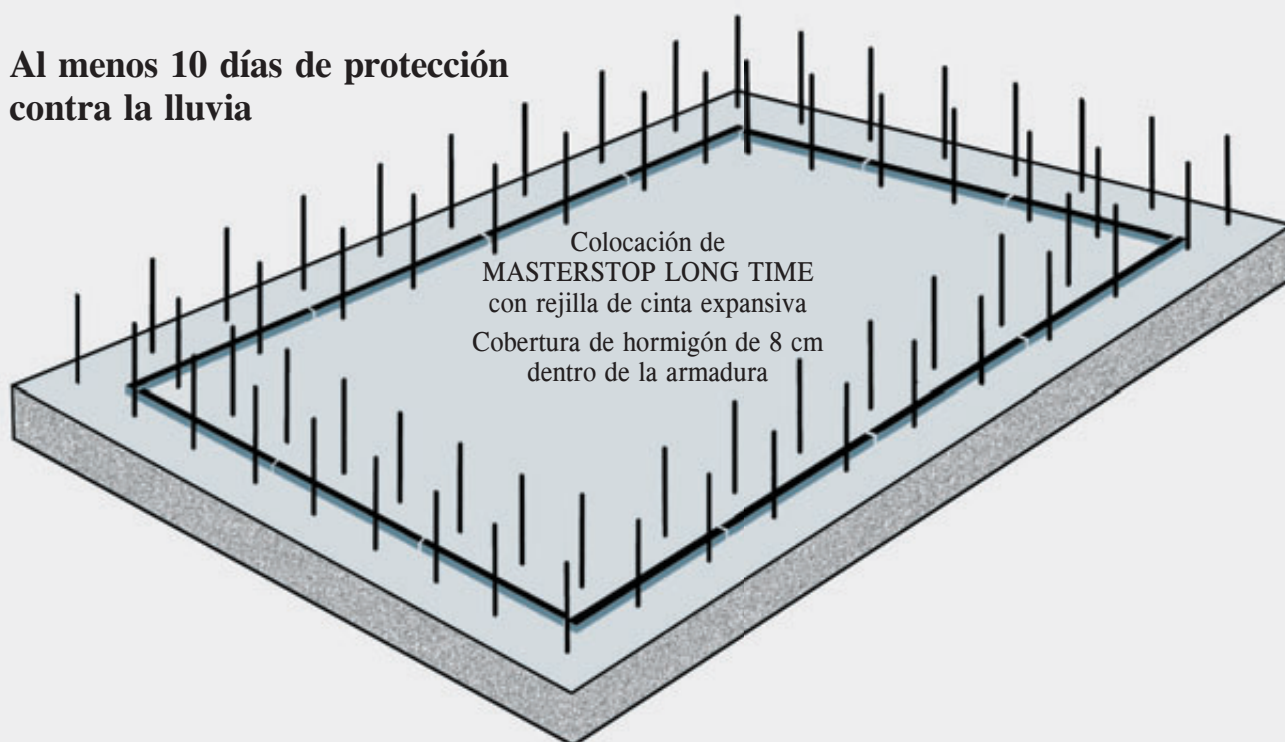 Al menos 10 días de protección
contra la lluvia
Colocación de
MASTERSTOP LONG TIME
con rejilla de cinta expansiva
Cobertura de hormigón de 8 cm
dentro de la armadura